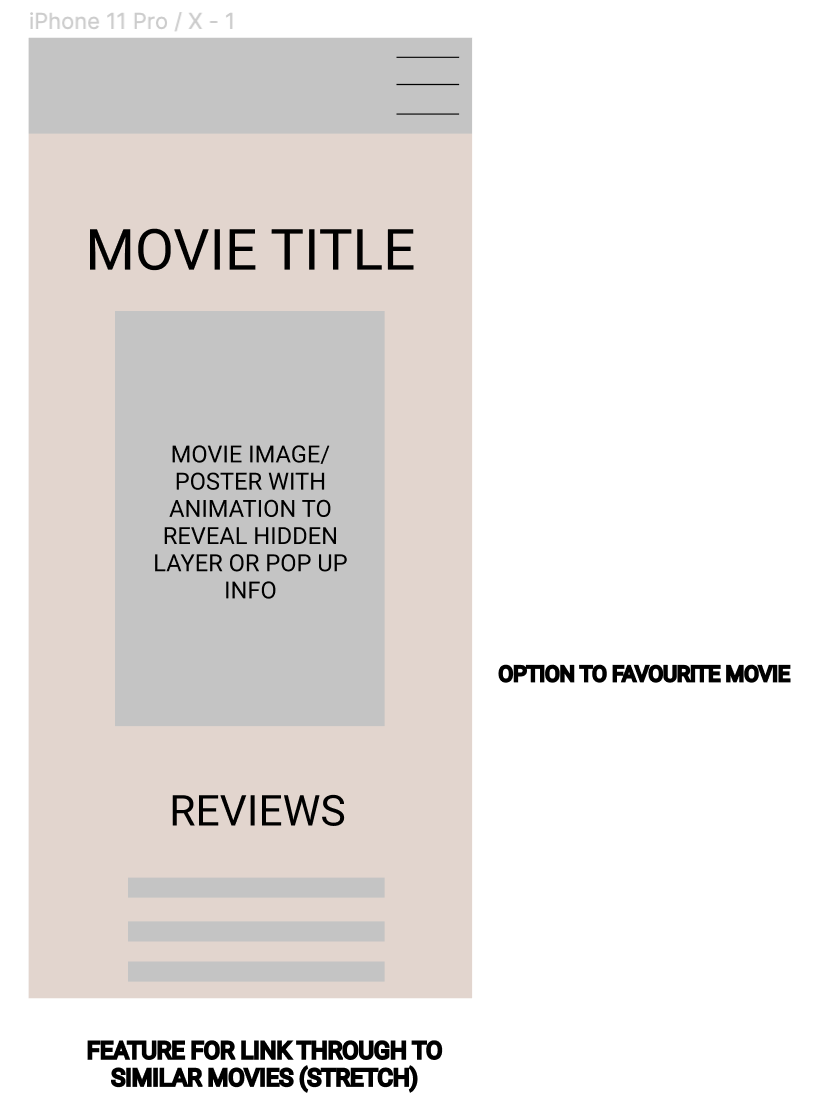 iPhone 11 Pro / X - 1
MOVIE TITLE
MOVIE IMAGE/
POSTER WITH
ANIMATION TO
REVEAL HIDDEN
LAYER OR POP UP
INFO
OPTION TO FAVOURITE MOVIE
REVIEWS
FEATURE FOR LINK THROUGH TO
SIMILAR MOVIES (STRETCH)